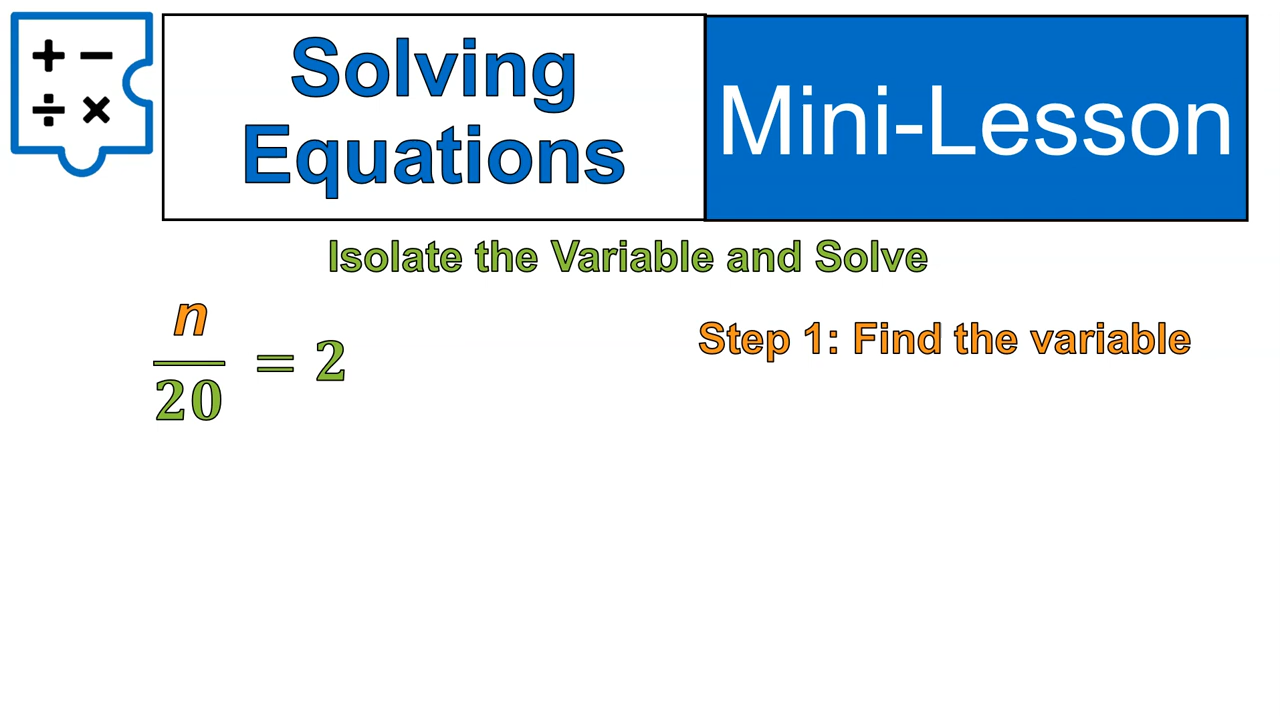 + −
÷ ×
Solving
Equations
Mini-Lesson
Isolate the Variable and Solve
n
20
= 2
Step 1: Find the variable